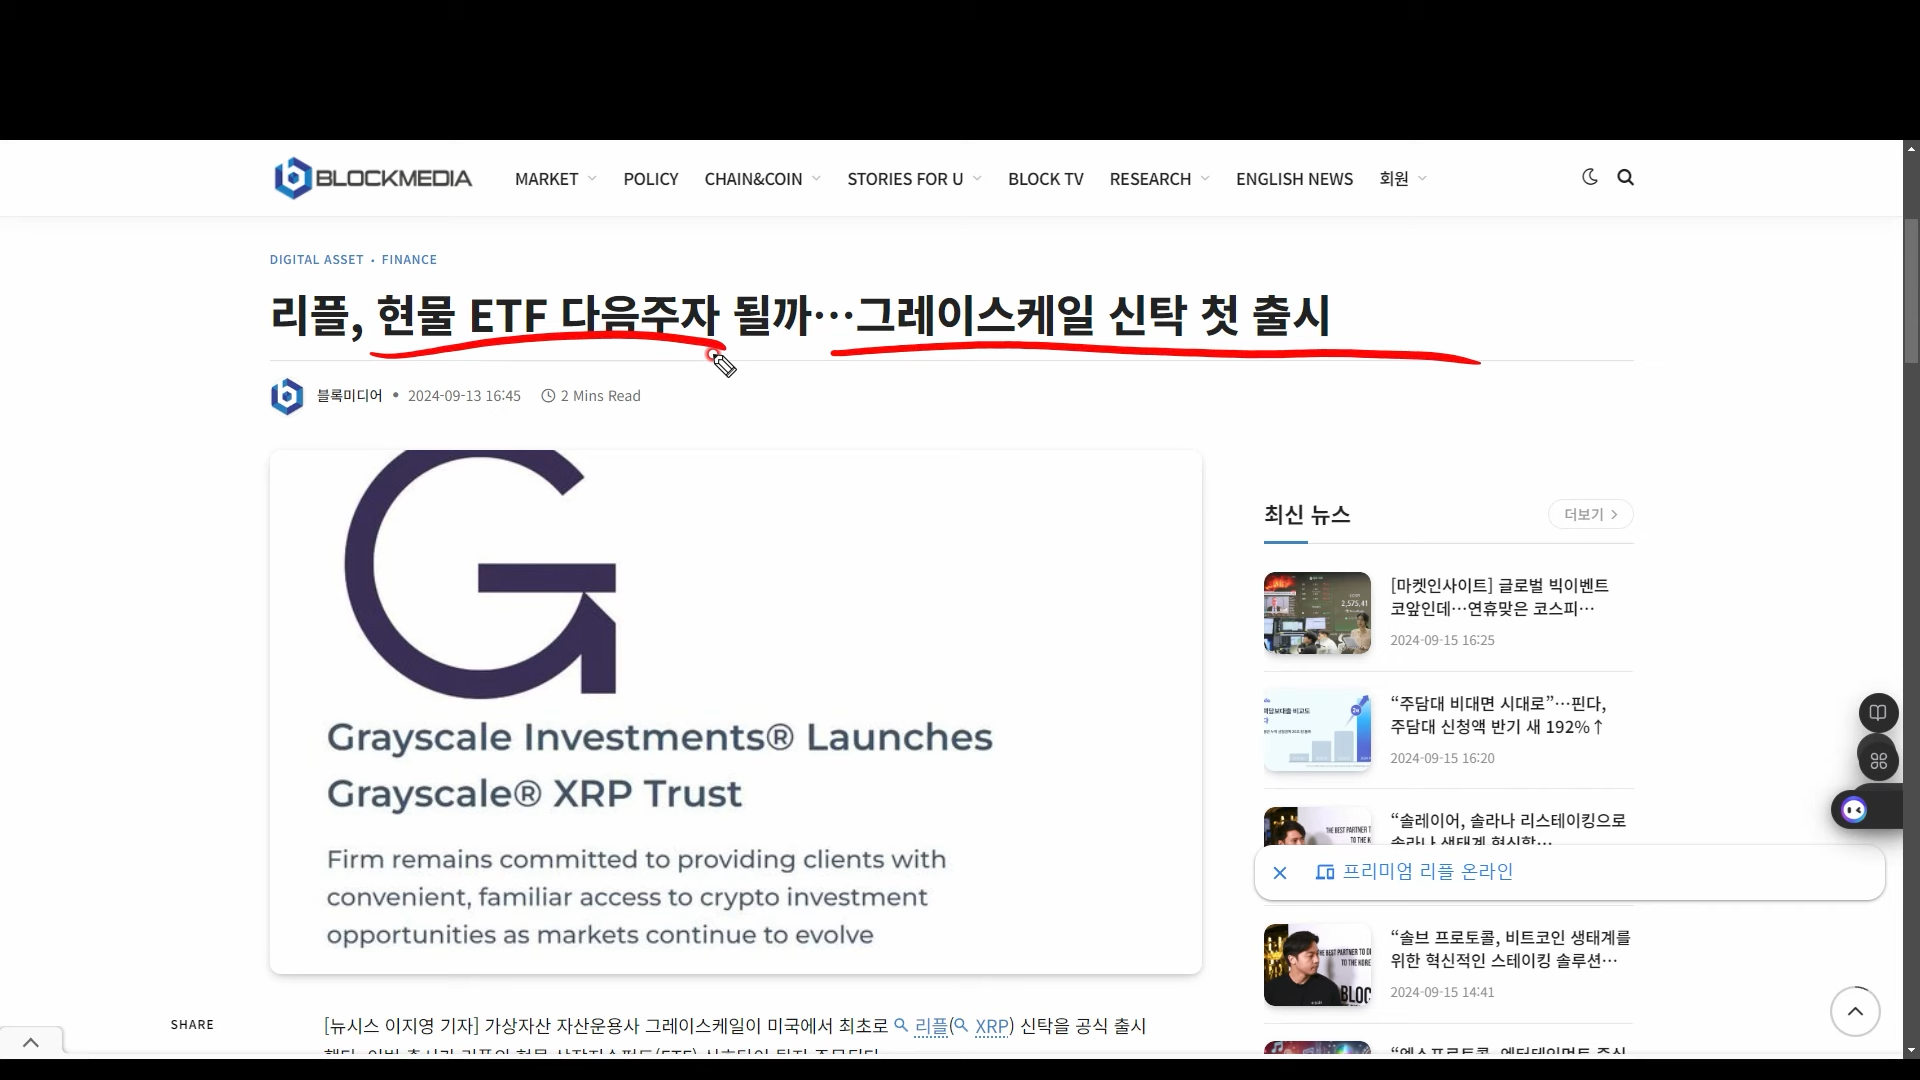 BLOCKMEDIA
MARKET
POLICY
CHAIN&COIN
STORIES FOR U
BLOCK TV
RESEARCH
ENGLISH NEWS
회원
DIGITAL ASSET • FINANCE
리플, 현물 ETF 다음주자 될까…그레이스케일 신탁 첫 출시
블록미디어 • 2024-09-13 16:45 2 Mins Read
Grayscale Investments® Launches
Grayscale® XRP Trust
Firm remains committed to providing clients with
convenient, familiar access to crypto investment
opportunities as markets continue to evolve
SHARE
[뉴시스 이지영 기자] 가상자산 자산운용사 그레이스케일이 미국에서 최초로 리플(XRP) 신탁을 공식 출시
최신 뉴스
더보기
[마켓인사이트] 글로벌 빅이벤트
코앞인데…연휴맞은 코스피…
2024-09-15 16:25
“주담대 비대면 시대로”…핀다,
주담대 신청액 반기 새 192%↑
2024-09-15 16:20
“솔레이어, 솔라나 리스테이킹으로
솔라나 생태계 혁신할…
프리미엄 리플 온라인
“솔브 프로토콜, 비트코인 생태계를
위한 혁신적인 스테이킹 솔루션…
2024-09-15 14:41